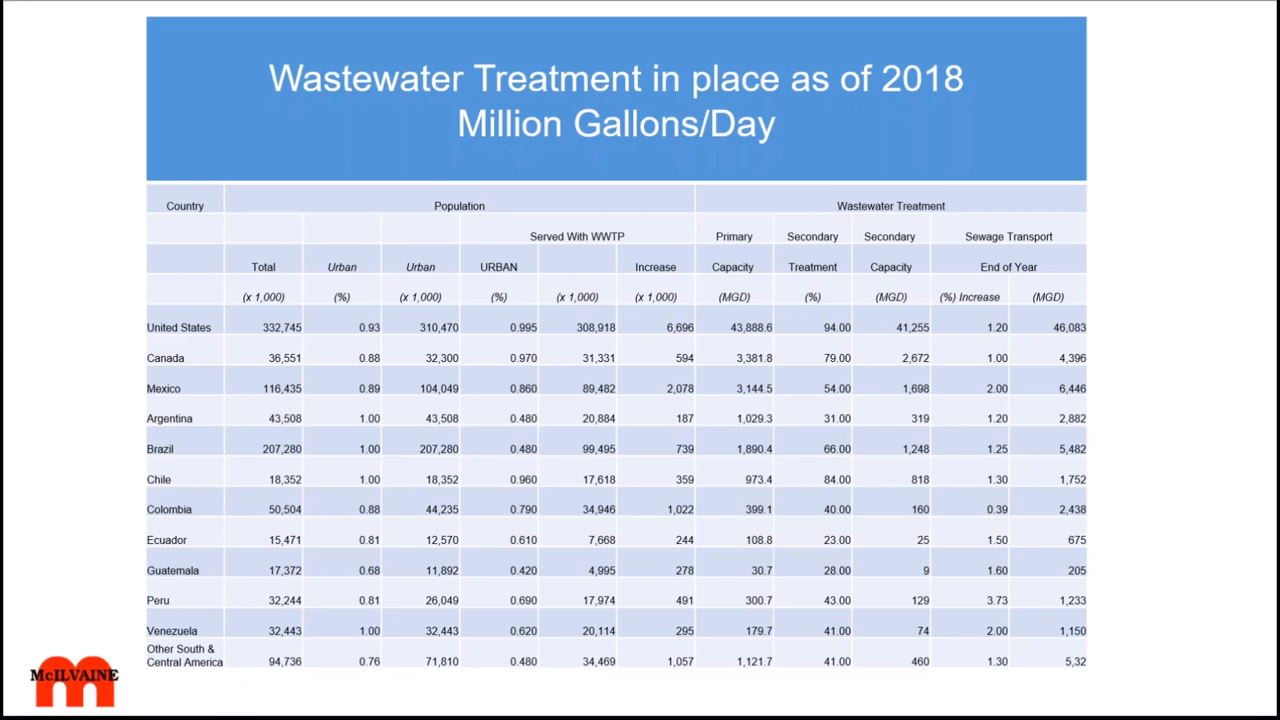 Wastewater Treatment in place as of 2018
Million Gallons/Day
Country Population Wastewater Treatment
Served With WWTP Primary Secondary Secondary Sewage Transport
Total Urban Urban URBAN Increase Capacity Treatment Capacity End of Year
(x 1,000) (%) (x 1,000) (%) (x 1,000) (x 1,000) (MGD) (%) (MGD) (%) Increase (MGD)
United States 332,745 0.93 310,470 0.995 308,918 6,696 43,888.6 94.00 41,255 1.20 46,083
Canada 36,551 0.88 32,300 0.970 31,331 594 3,381.8 79.00 2,672 1.00 4,396
Mexico 116,435 0.89 104,049 0.860 89,482 2,078 3,144.5 54.00 1,698 2.00 6,446
Argentina 43,508 1.00 43,508 0.480 20,884 187 1,029.3 31.00 319 1.20 2,882
Brazil 207,280 1.00 207,280 0.480 99,495 739 1,890.4 66.00 1,248 1.25 5,482
Chile 18,352 1.00 18,352 0.960 17,618 359 973.4 84.00 818 1.30 1,752
Colombia 50,504 0.88 44,235 0.790 34,946 1,022 399.1 40.00 160 0.39 2,438
Ecuador 15,471 0.81 12,570 0.610 7,668 244 108.8 23.00 25 1.50 675
Guatemala 17,372 0.68 11,892 0.420 4,995 278 30.7 28.00 9 1.60 205
Peru 32,244 0.81 26,049 0.690 17,974 491 300.7 43.00 129 3.73 1,233
Venezuela 32,443 1.00 32,443 0.620 20,114 295 179.7 41.00 74 2.00 1,150
Other South &
Central America 94,736 0.76 71,810 0.480 34,469 1,057 1,121.7 41.00 460 1.30 5,32
McILVAINE